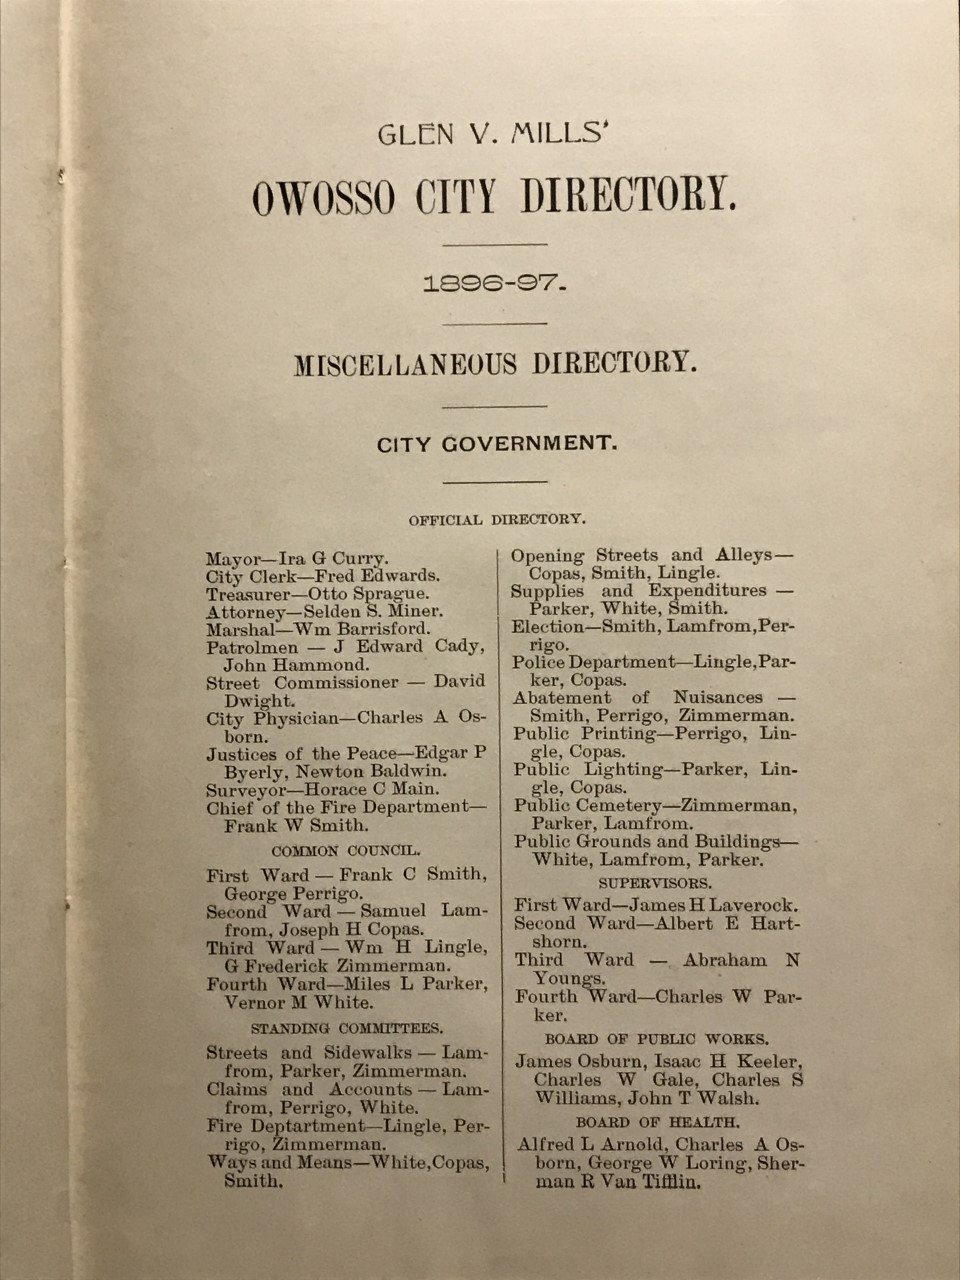 GLEN V. MILLS'
OWOSSO CITY DIRECTORY.
1896-97.
MISCELLANEOUS DIRECTORY.
CITY GOVERNMENT.
OFFICIAL DIRECTORY.
Mayor—Ira G Curry.
City Clerk—Fred Edwards.
Treasurer—Otto Sprague.
Attorney—Selden S. Miner.
Marshal—Wm Barrisford.
Patrolmen — J Edward Cady,
John Hammond.
Street Commissioner — David
Dwight.
City Physician—Charles A Os-
born.
Justices of the Peace—Edgar P
Byerly, Newton Baldwin.
Surveyor—Horace C Main.
Chief of the Fire Department—
Frank W Smith.
COMMON COUNCIL.
First Ward — Frank C Smith,
George Perrigo.
Second Ward — Samuel Lam-
from, Joseph H Copas.
Third Ward — Wm H Lingle,
G Frederick Zimmerman.
Fourth Ward—Miles L Parker,
Vernor M White.
STANDING COMMITTEES.
Streets and Sidewalks — Lam-
from, Parker, Zimmerman.
Claims and Accounts — Lam-
from, Perrigo, White.
Fire Deptartment—Lingle, Per-
rigo, Zimmerman.
Ways and Means—White,Copas,
Smith.
Opening Streets and Alleys—
Copas, Smith, Lingle.
Supplies and Expenditures —
Parker, White, Smith.
Election—Smith, Lamfrom,Per-
rigo.
Police Department—Lingle,Par-
ker, Copas.
Abatement of Nuisances —
Smith, Perrigo, Zimmerman.
Public Printing—Perrigo, Lin-
gle, Copas.
Public Lighting—Parker, Lin-
gle, Copas.
Public Cemetery—Zimmerman,
Parker, Lamfrom.
Public Grounds and Buildings—
White, Lamfrom, Parker.
SUPERVISORS.
First Ward—James H Laverock.
Second Ward—Albert E Hart-
shorn.
Third Ward — Abraham N
Youngs.
Fourth Ward—Charles W Par-
ker.
BOARD OF PUBLIC WORKS.
James Osburn, Isaac H Keeler,
Charles W Gale, Charles S
Williams, John T Walsh.
BOARD OF HEALTH.
Alfred L Arnold, Charles A Os-
born, George W Loring, Sher-
man R Van Tifflin.